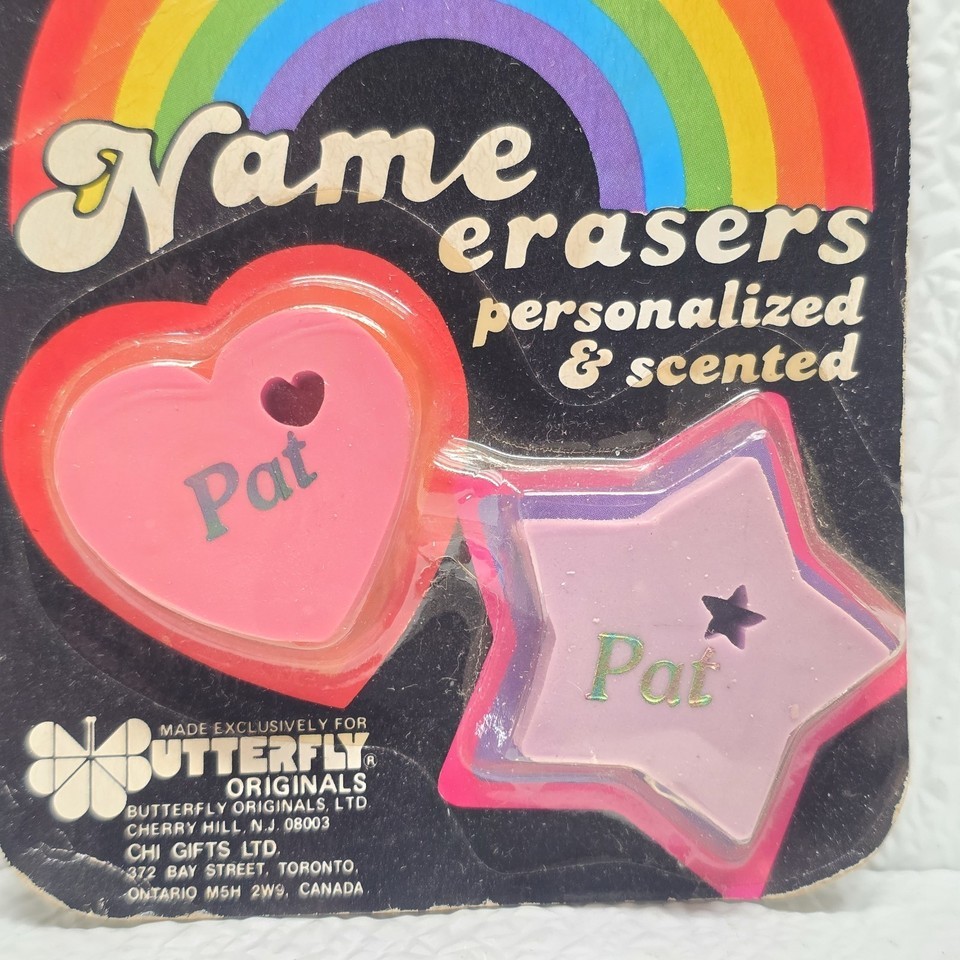 Name
erasers
personalized
& scented
Pat
Pat
MADE EXCLUSIVELY FOR
BUTTERFLY®
ORIGINALS
BUTTERFLY ORIGINALS, LTD.
CHERRY HILL, N.J. 08003
CHI GIFTS LTD.
372 BAY STREET, TORONTO,
ONTARIO M5H 2W9, CANADA